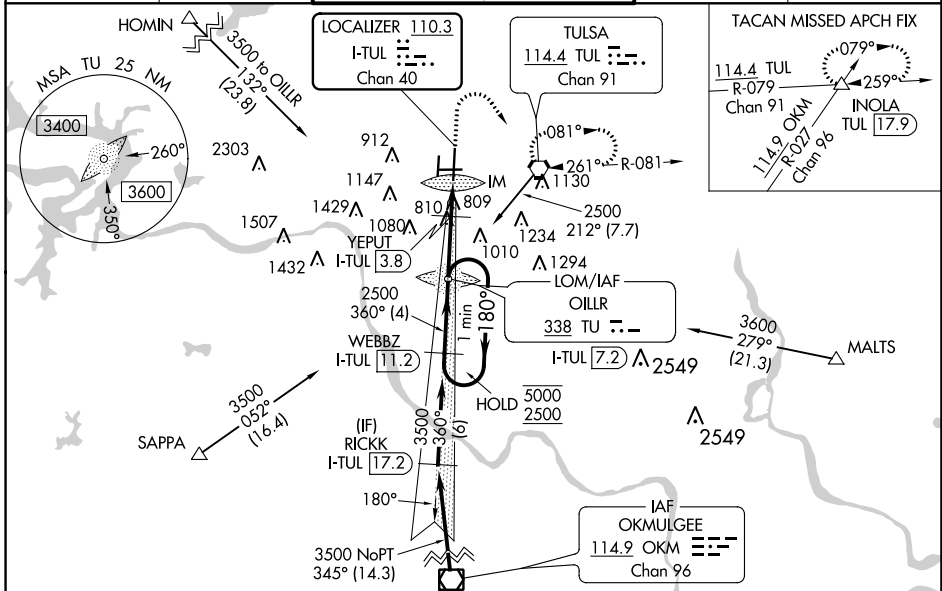 HOMIN
3500 to OILLR
132°
(23.8)
LOCALIZER 110.3
I-TUL
Chan 40
TULSA
114.4 TUL
Chan 91
TACAN MISSED APCH FIX
079°
259°
114.4 TUL
R-079
Chan 91
INOLA
TUL 17.9
114.9 OKM
R-027
Chan 96
MSA TU 25 NM
3400
260°
3600
350°
2303
912
1147
1429
1507
1080
810
809
1432
IM
081°
261°
R-081
1130
2500
212° (7.7)
1234
1010
1294
YEPUT
I-TUL 3.8
LOM/IAF
OILLR
338 TU
I-TUL 7.2
2549
3600
279°
(21.3)
MALTS
2500
360° (4)
1 min
180°
WEBBZ
I-TUL 11.2
HOLD 5000
2500
2549
3500
052°
(16.4)
SAPPA
(IF)
RICKK
I-TUL 17.2
3500
360°
(6)
180°
3500 NoPT
345° (14.3)
IAF
OKMULGEE
114.9 OKM
Chan 96